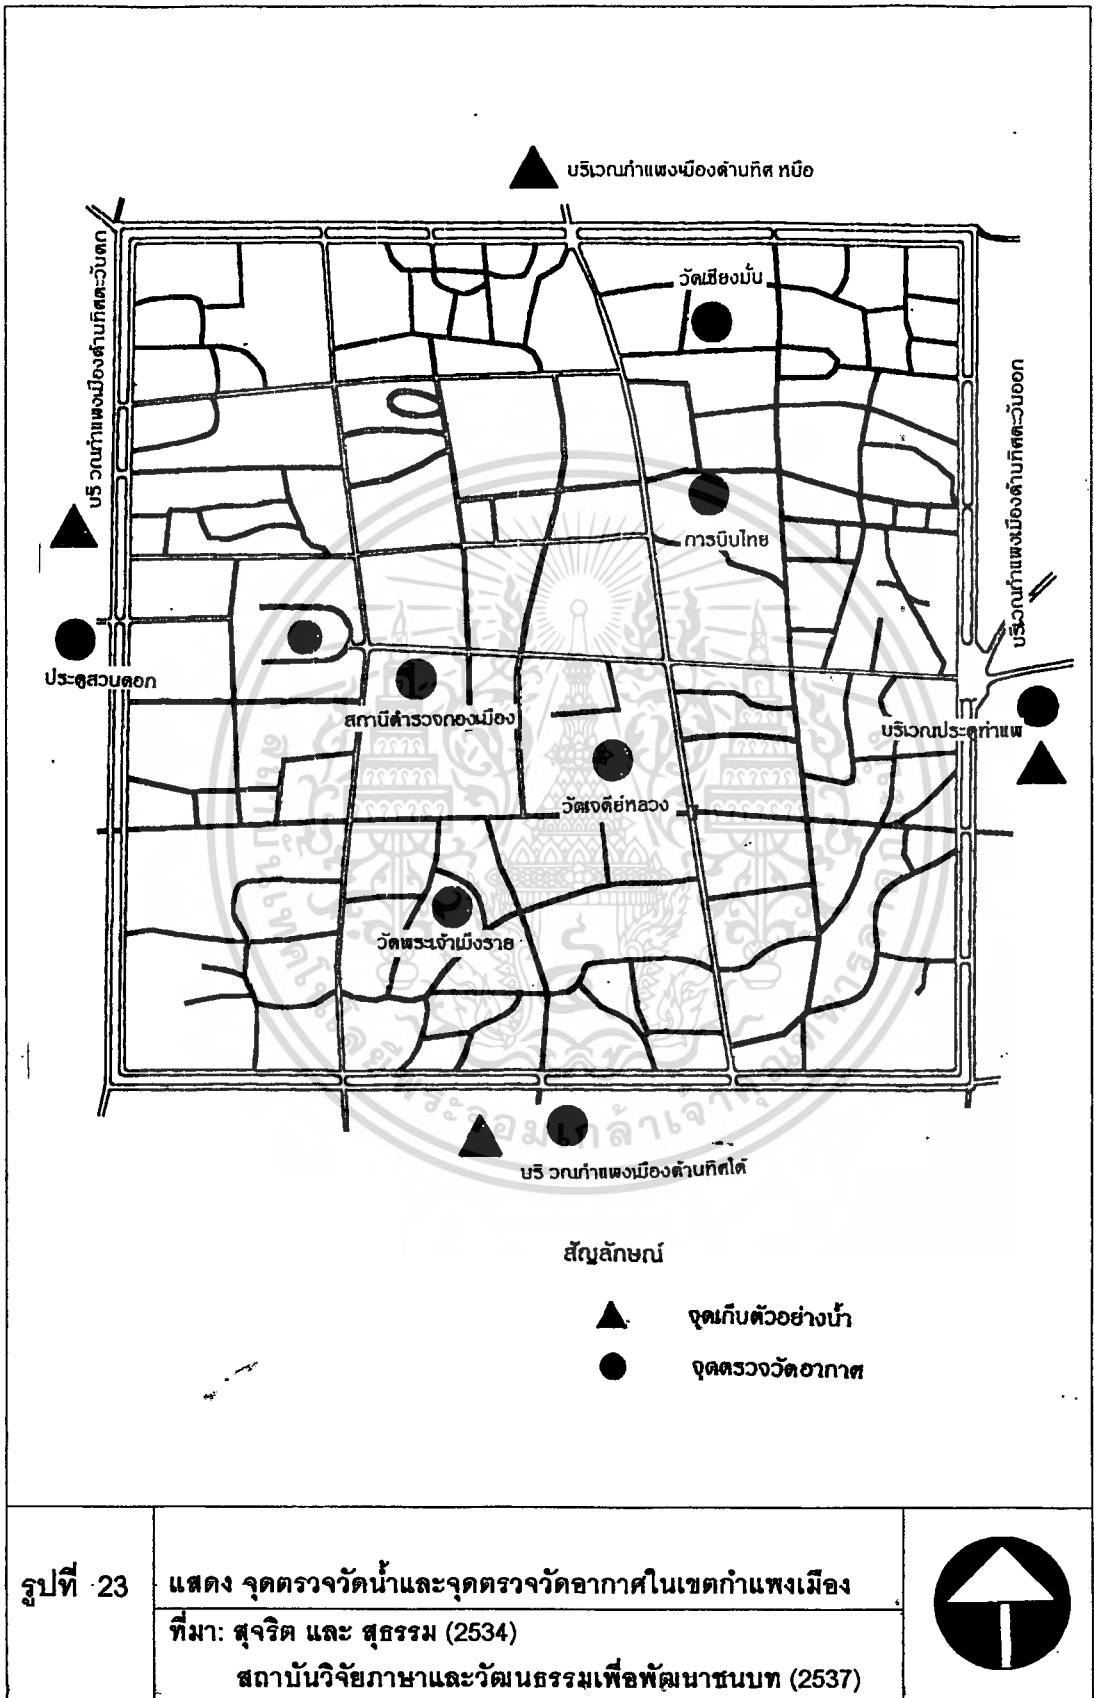 บริเวณกำแพงเมืองด้านทิศ หนือ
บริ วณกำแพงเมืองด้านทิศตะวันตก
วัดเชียงมั่น
บริเวณกำแพงเมืองด้านทิศตะวันออก
การบินไทย
ประตูสวนดอก
สถานีตำรวจกองเมือง
บริเวณประตูท่าแพ
วัดเจดีย์หลวง
วัดพระเจ้าเม็งราย
บริ วณกำแพงเมืองด้านทิศใต้
สัญลักษณ์
จุดเก็บตัวอย่างน้ำ
จุดตรวจวัดอากาศ
รูปที่ 23
แสดง จุดตรวจวัดน้ำและจุดตรวจวัดอากาศในเขตกำแพงเมือง
ที่มา: สุจริต และ สุธรรม (2534)
สถาบันวิจัยภาษาและวัฒนธรรมเพื่อพัฒนาชนบท (2537)